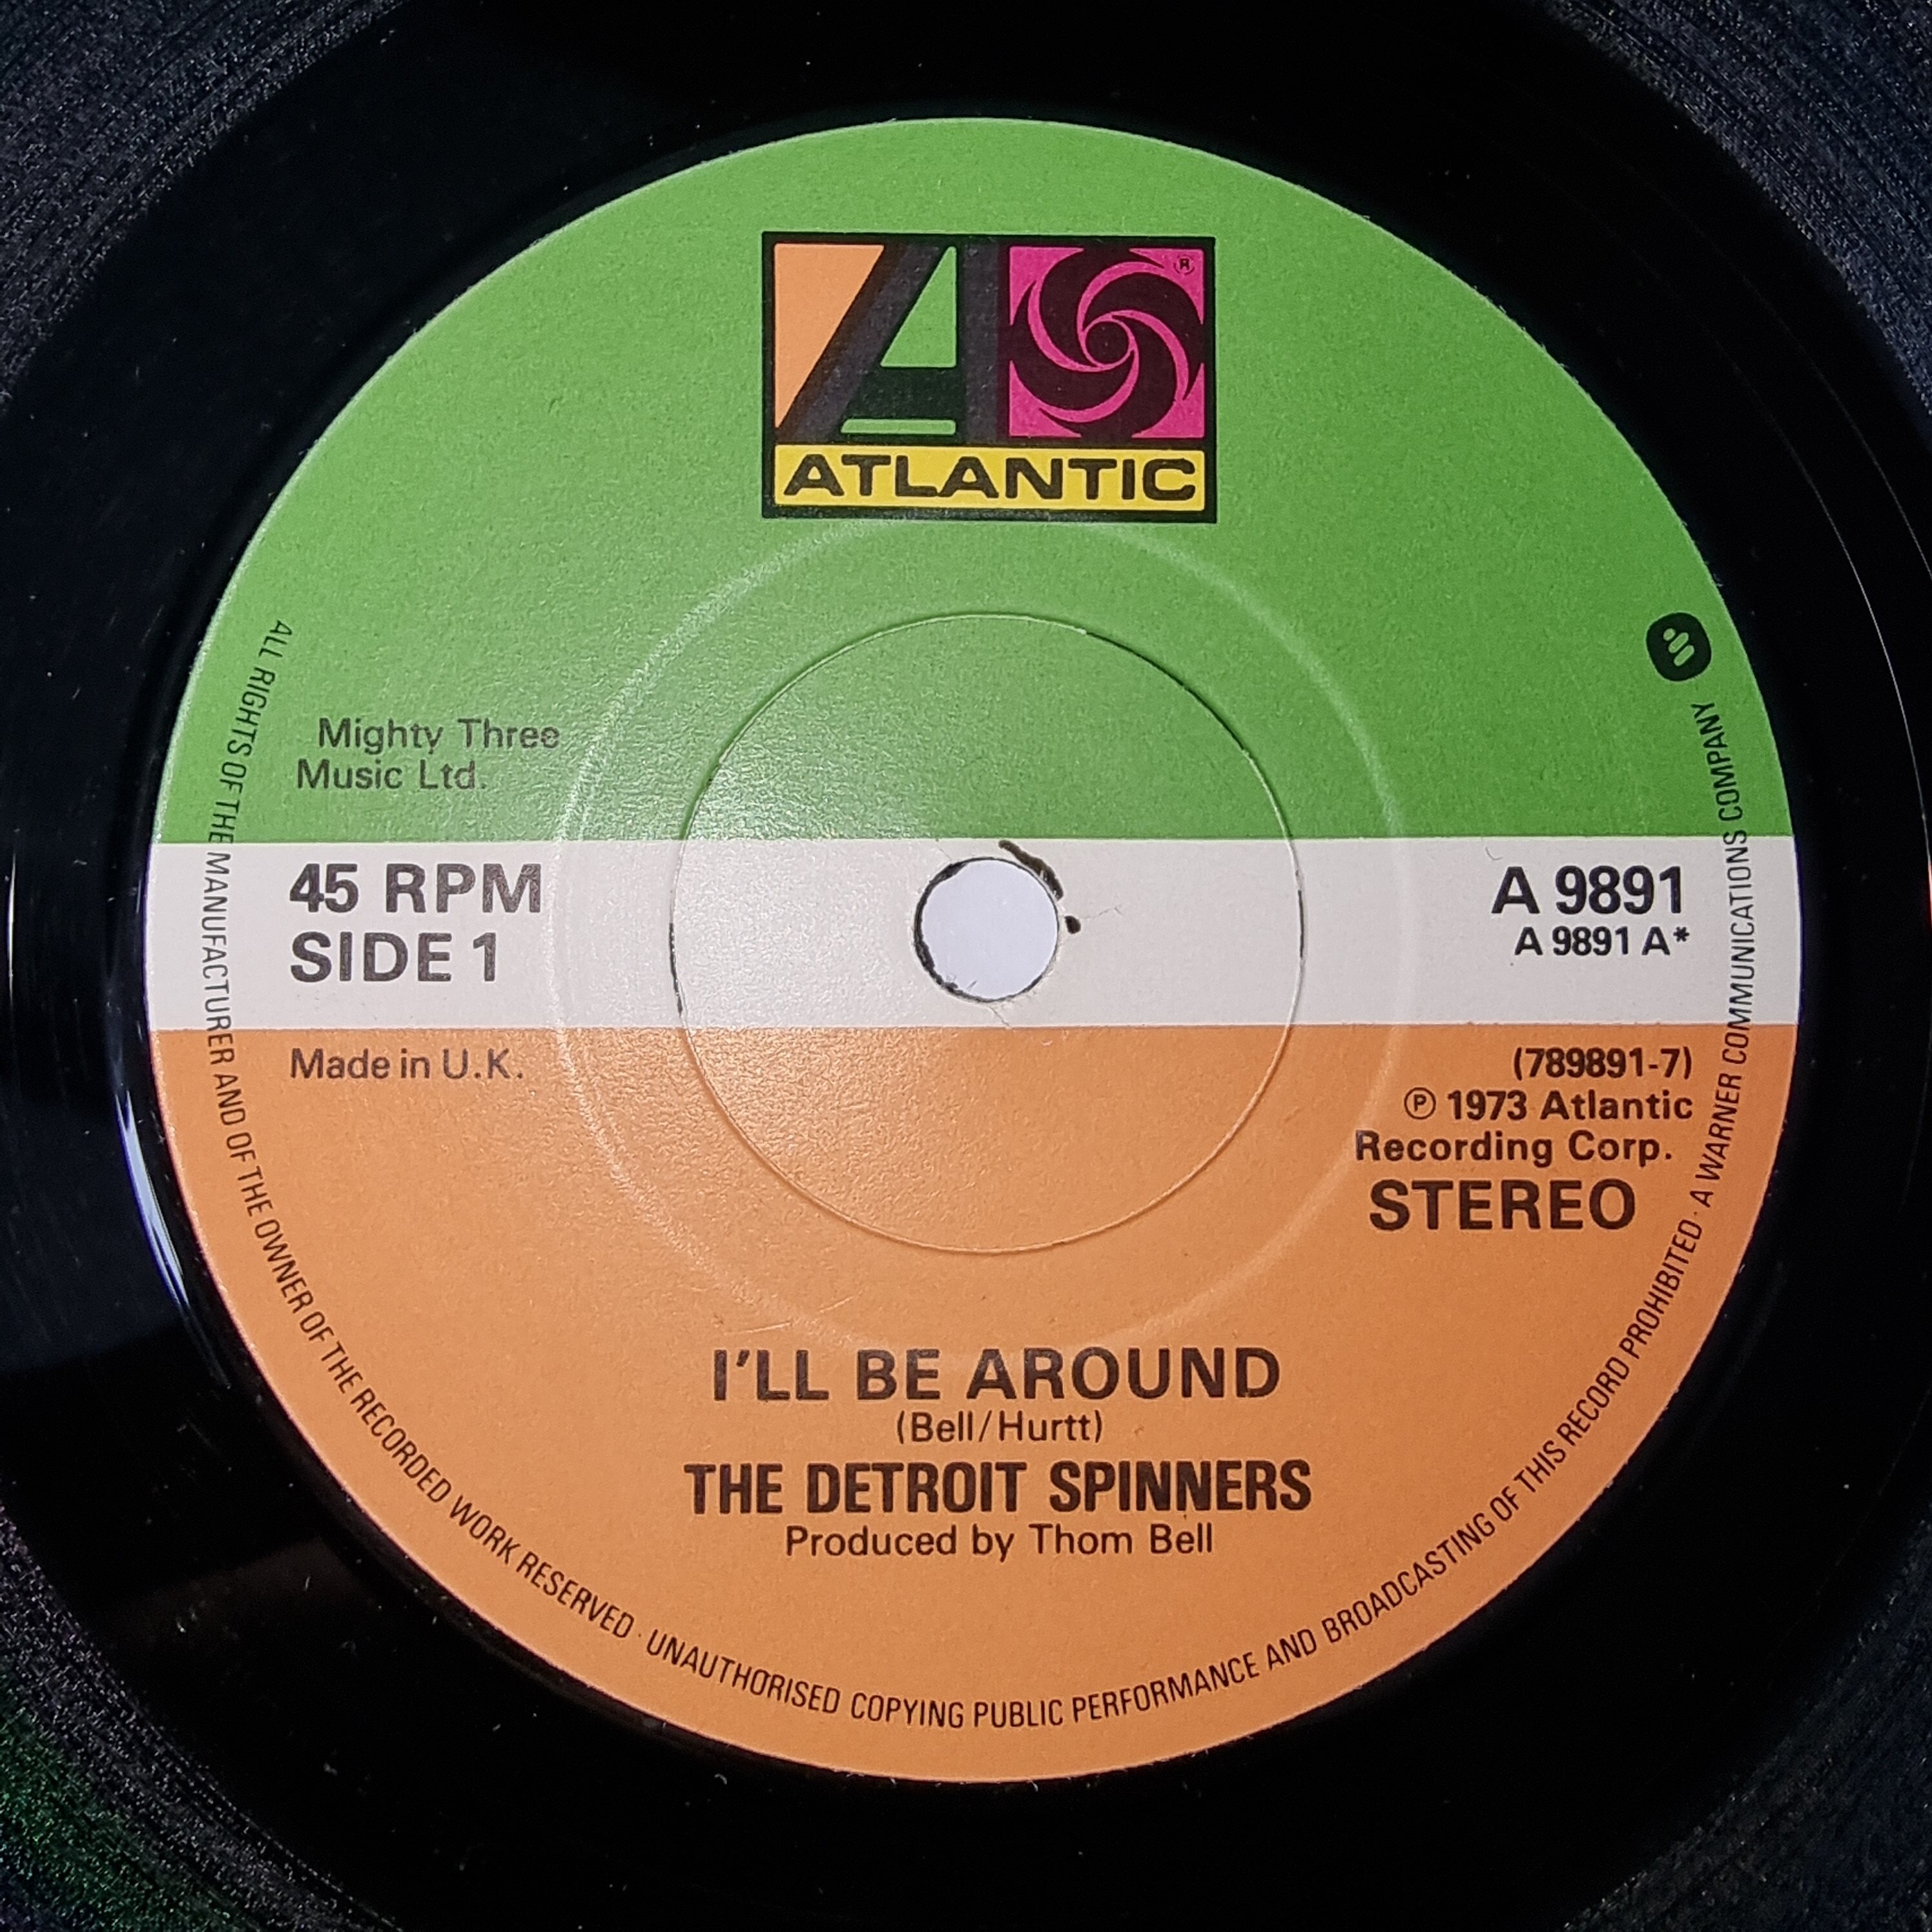 ATLANTIC
®
Mighty Three
Music Ltd.
45 RPM
SIDE 1
A 9891
A 9891 A*
Made in U.K.
(789891-7)
℗ 1973 Atlantic
Recording Corp.
STEREO
I'LL BE AROUND
(Bell/Hurtt)
THE DETROIT SPINNERS
Produced by Thom Bell
ALL RIGHTS OF THE MANUFACTURER AND OF THE OWNER OF THE RECORDED WORK RESERVED · UNAUTHORISED COPYING PUBLIC PERFORMANCE AND BROADCASTING OF THIS RECORD PROHIBITED · A WARNER COMMUNICATIONS COMPANY ·